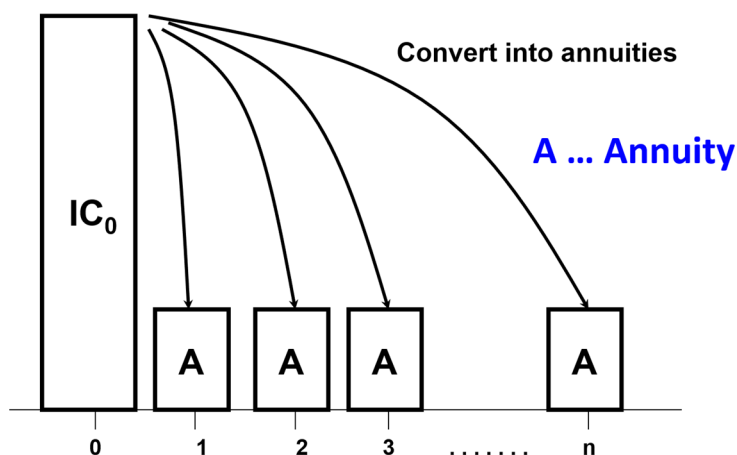 Convert into annuities
A ... Annuity
IC₀
A A A A
0 1 2 3 ....... n